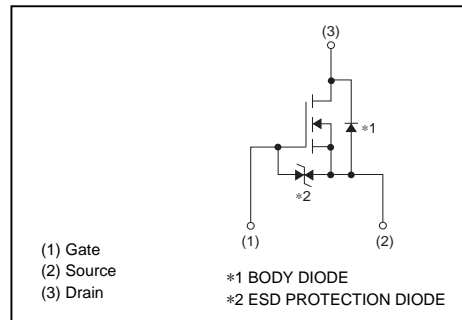 (3)
∗1
∗2
(1)
(2)
(1) Gate
(2) Source
(3) Drain
∗1 BODY DIODE
∗2 ESD PROTECTION DIODE